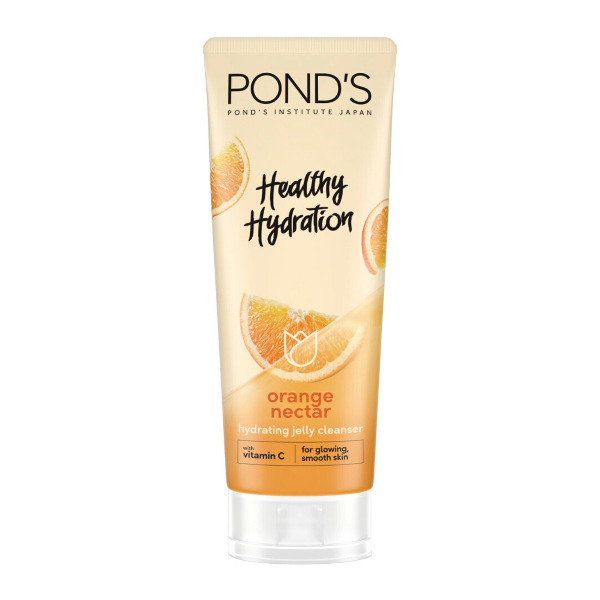 POND'S
POND'S INSTITUTE JAPAN
Healthy
Hydration
orange
nectar
hydrating jelly cleanser
with
vitamin C
for glowing,
smooth skin